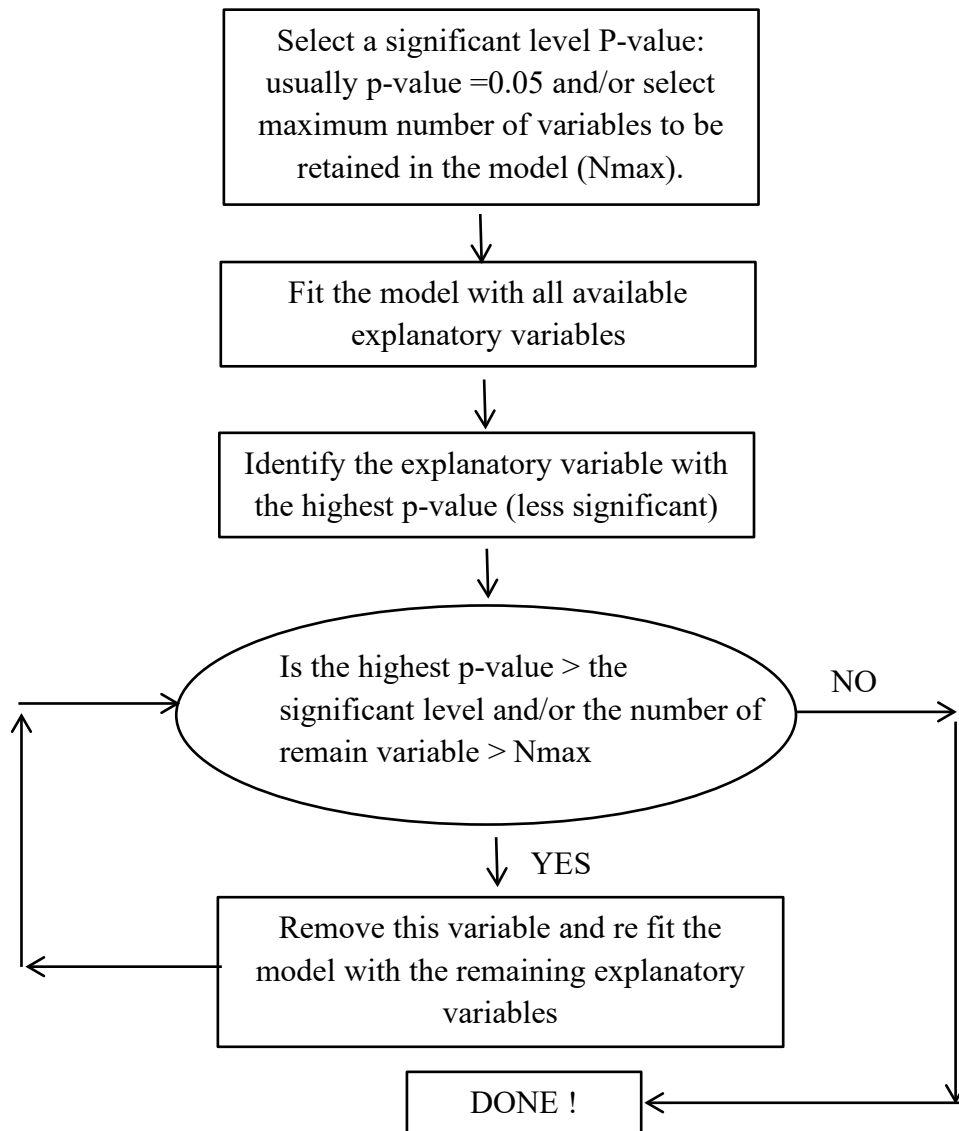 Select a significant level P-value:
usually p-value =0.05 and/or select
maximum number of variables to be
retained in the model (Nmax).
Fit the model with all available
explanatory variables
Identify the explanatory variable with
the highest p-value (less significant)
Is the highest p-value > the
significant level and/or the number of
remain variable > Nmax
NO
YES
Remove this variable and re fit the
model with the remaining explanatory
variables
DONE !